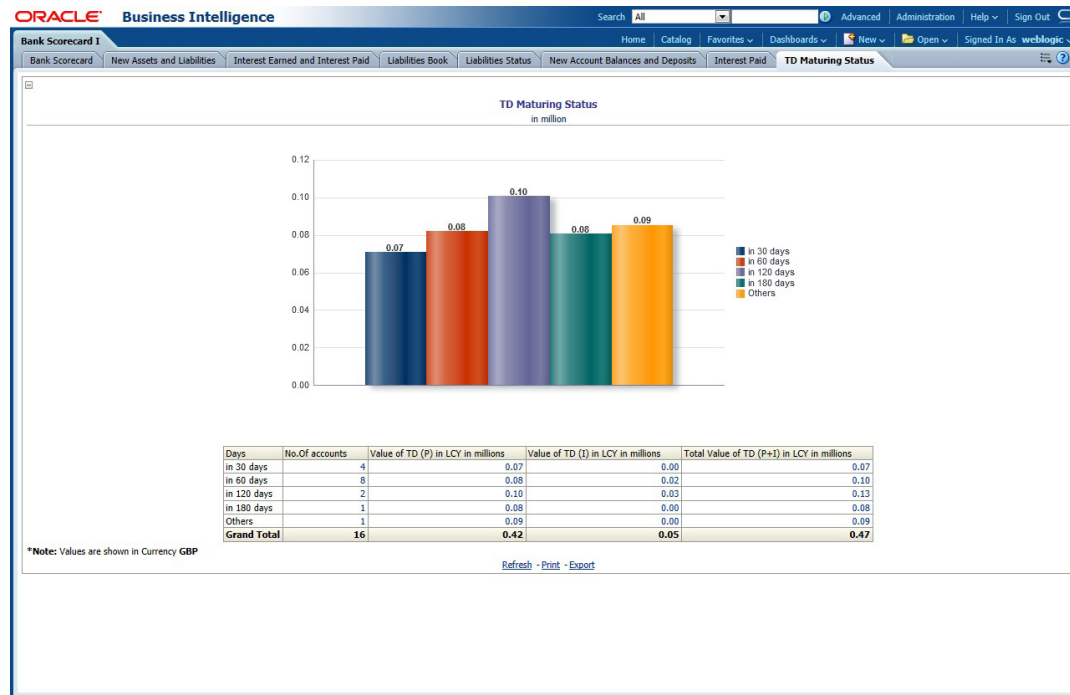 ORACLE Business Intelligence Search All Advanced Administration Help Sign Out
Bank Scorecard I Home Catalog Favorites Dashboards New Open Signed In As weblogic
Bank Scorecard New Assets and Liabilities Interest Earned and Interest Paid Liabilities Book Liabilities Status New Account Balances and Deposits Interest Paid TD Maturing Status
TD Maturing Status
in million
0.12
0.10
0.08
0.06
0.04
0.02
0.00
0.07
0.08
0.10
0.08
0.09
in 30 days
in 60 days
in 120 days
in 180 days
Others
Days No.Of accounts Value of TD (P) in LCY in millions Value of TD (I) in LCY in millions Total Value of TD (P+I) in LCY in millions
in 30 days 4 0.07 0.00 0.07
in 60 days 8 0.08 0.02 0.10
in 120 days 2 0.10 0.03 0.13
in 180 days 1 0.08 0.00 0.08
Others 1 0.09 0.00 0.09
Grand Total 16 0.42 0.05 0.47
*Note: Values are shown in Currency GBP
Refresh - Print - Export